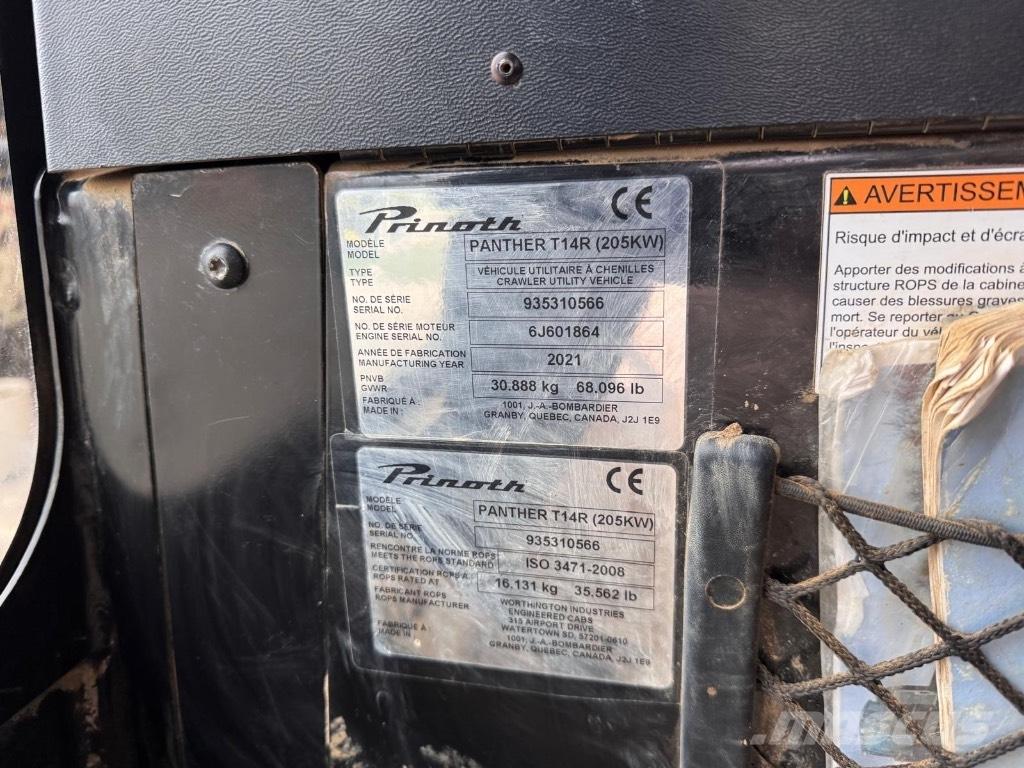 Prinoth CE
MODÈLE
MODEL
PANTHER T14R (205KW)
TYPE
TYPE
VÉHICULE UTILITAIRE À CHENILLES
CRAWLER UTILITY VEHICLE
NO. DE SÉRIE
SERIAL NO.
935310566
NO. DE SÉRIE MOTEUR
ENGINE SERIAL NO.
6J601864
ANNÉE DE FABRICATION
MANUFACTURING YEAR
2021
PNVB
GVWR
30.888 kg 68.096 lb
FABRIQUÉ À :
MADE IN :
1001, J.-A.-BOMBARDIER
GRANBY, QUEBEC, CANADA, J2J 1E9
Prinoth CE
MODÈLE
MODEL
PANTHER T14R (205KW)
NO. DE SÉRIE
SERIAL NO.
935310566
RENCONTRE LA NORME ROPS
MEETS THE ROPS STANDARD
ISO 3471-2008
CERTIFICATION ROPS À
ROPS RATED AT
16.131 kg 35.562 lb
FABRICANT ROPS
ROPS MANUFACTURER
WORTHINGTON INDUSTRIES
ENGINEERED CABS
315 AIRPORT DRIVE
WATERTOWN SD, 57201-0610
FABRIQUÉ À :
MADE IN :
1001, J.-A.-BOMBARDIER
GRANBY, QUEBEC, CANADA, J2J 1E9
AVERTISSEM
Risque d'impact et d'écra
Apporter des modifications à
structure ROPS de la cabine
causer des blessures graves
mort. Se reporter au
l'opérateur du véh
l'inspe
mascus